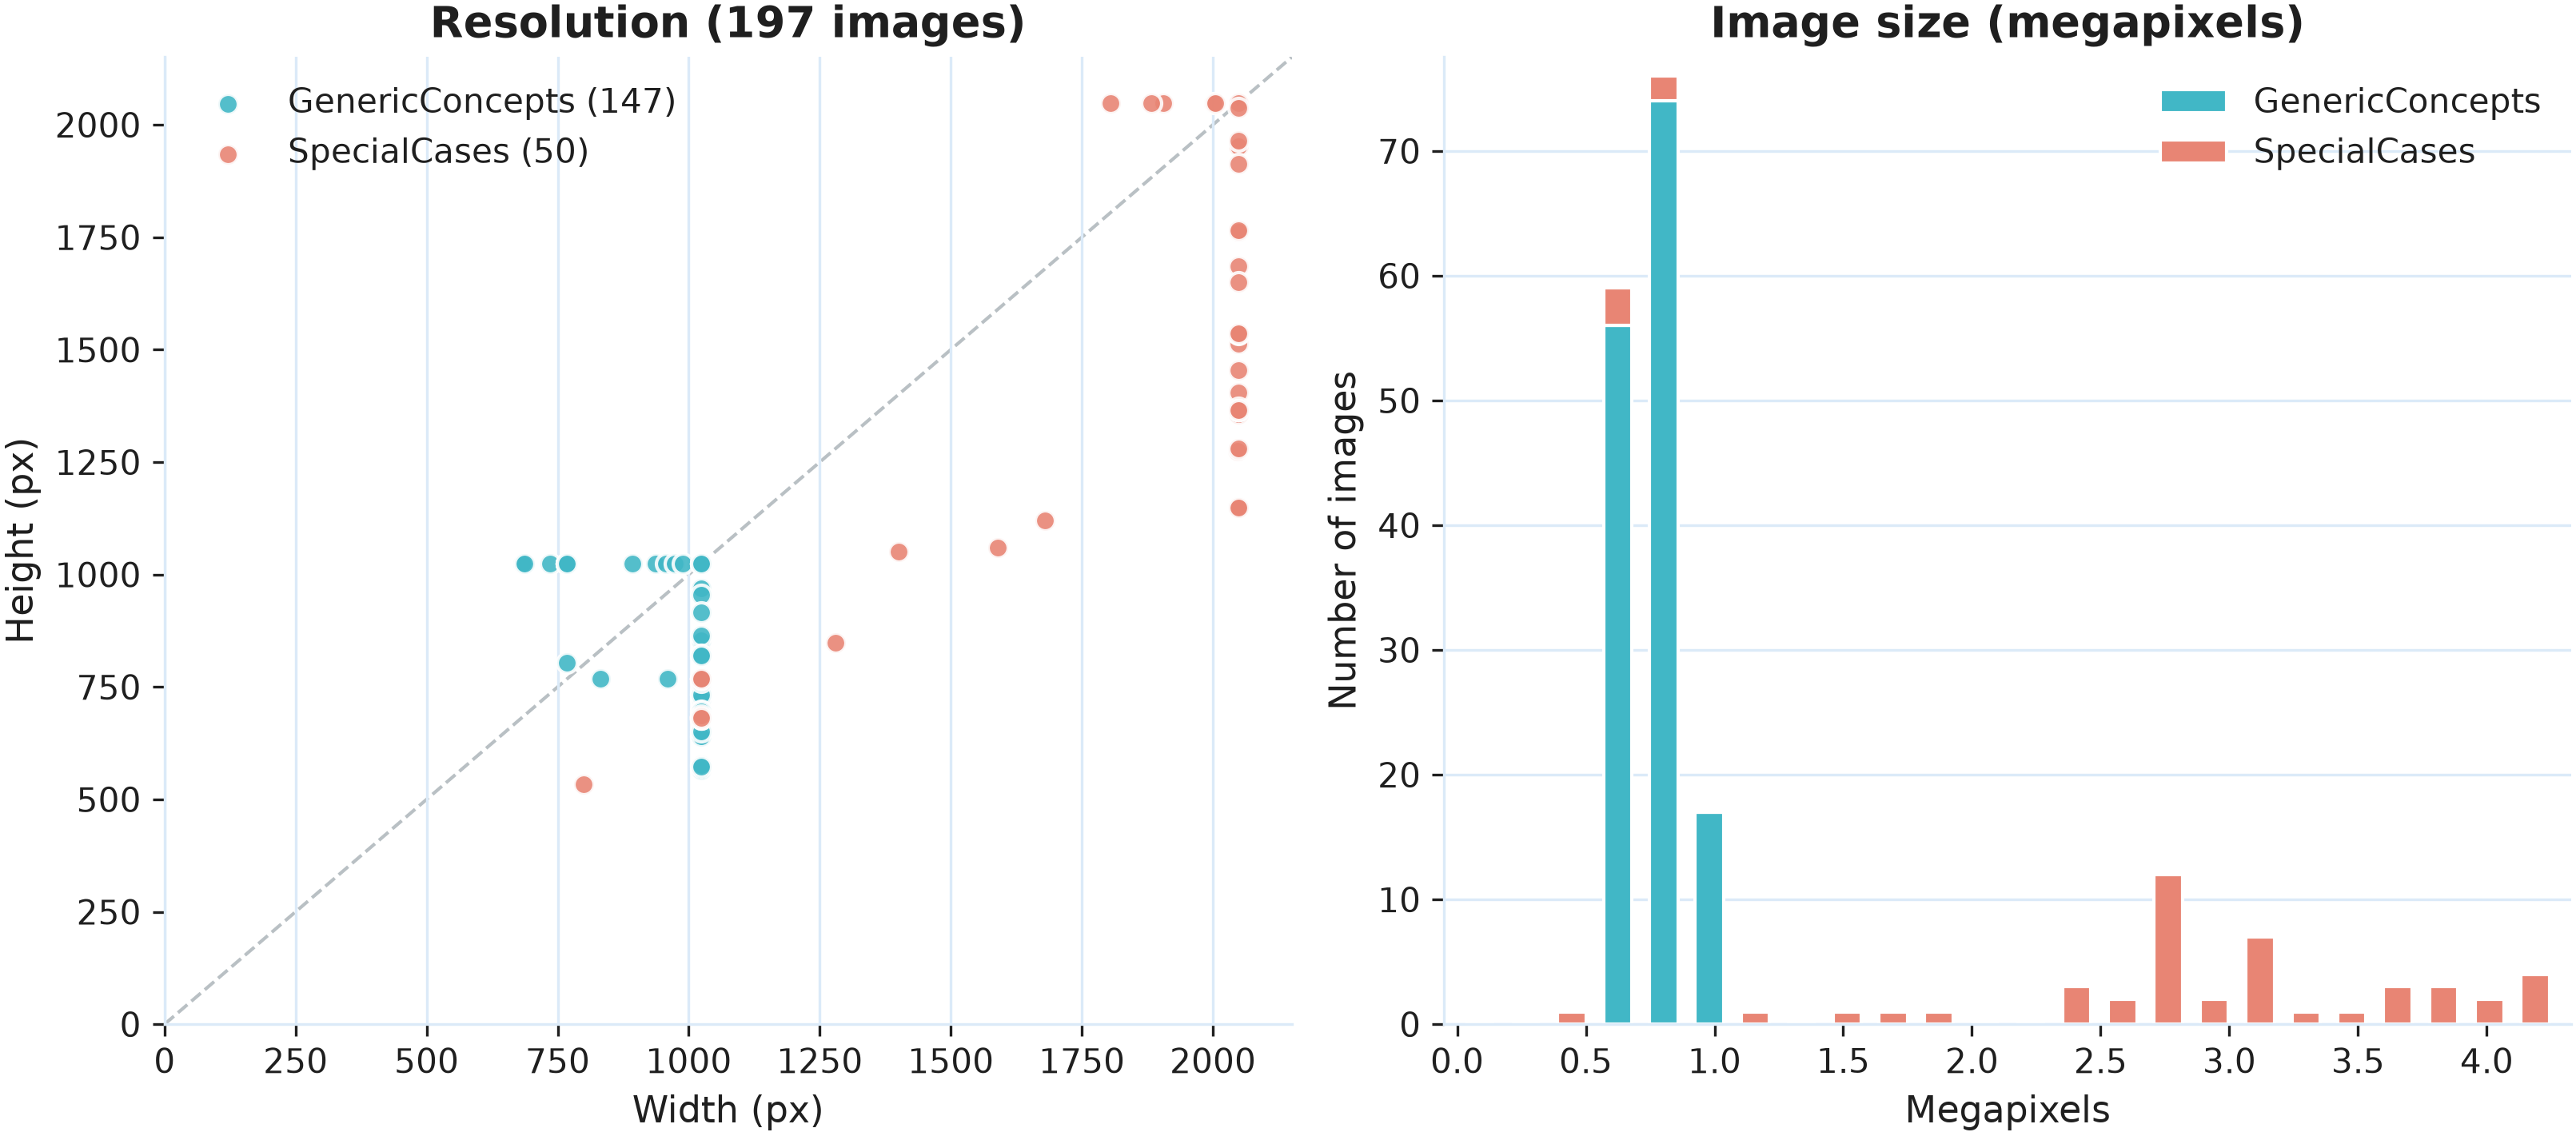 Resolution (197 images)
GenericConcepts (147)
SpecialCases (50)
Height (px)
2000
1750
1500
1250
1000
750
500
250
0
0 250 500 750 1000 1250 1500 1750 2000
Width (px)
Image size (megapixels)
GenericConcepts
SpecialCases
Number of images
70
60
50
40
30
20
10
0
0.0 0.5 1.0 1.5 2.0 2.5 3.0 3.5 4.0
Megapixels